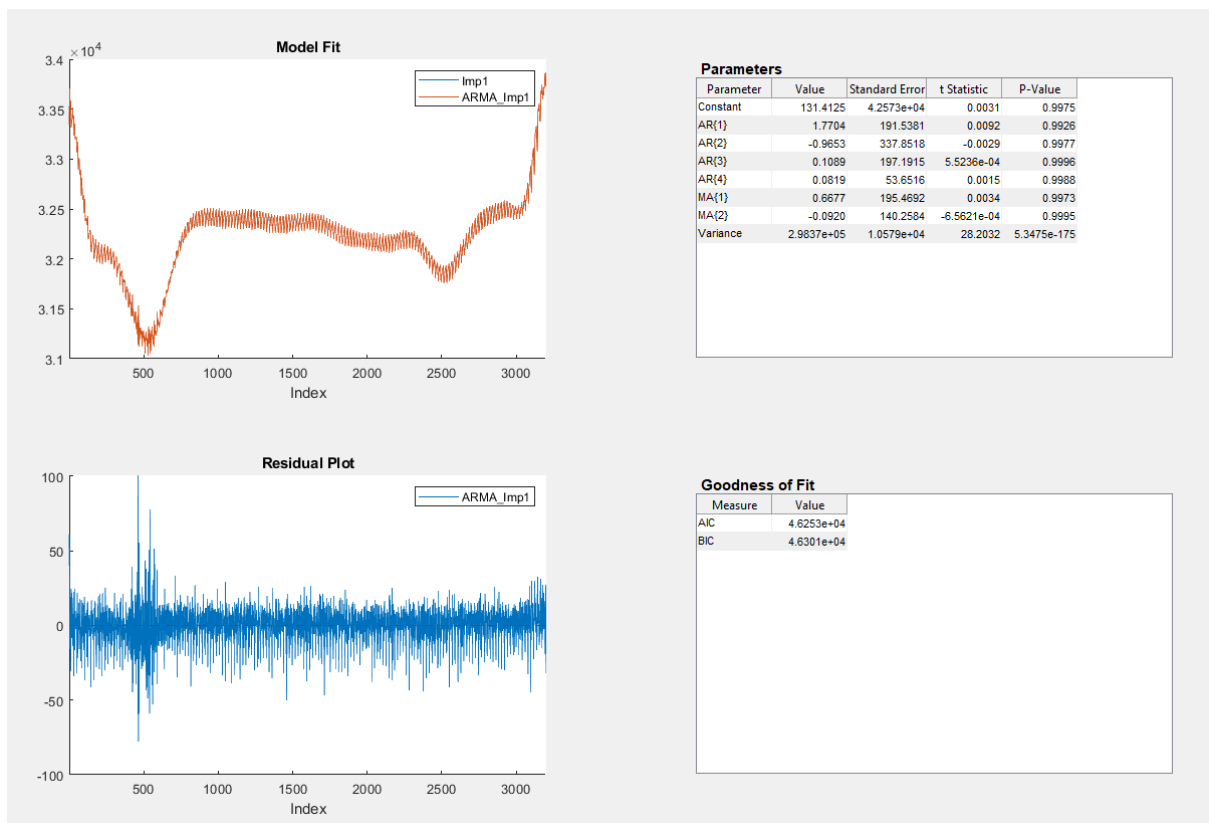 Model Fit
×10⁴
3.4
3.35
3.3
3.25
3.2
3.15
3.1
Imp1
ARMA_Imp1
500 1000 1500 2000 2500 3000
Index
Parameters
Parameter Value Standard Error t Statistic P-Value
Constant 131.4125 4.2573e+04 0.0031 0.9975
AR{1} 1.7704 191.5381 0.0092 0.9926
AR{2} -0.9653 337.8518 -0.0029 0.9977
AR{3} 0.1089 197.1915 5.5236e-04 0.9996
AR{4} 0.0819 53.6516 0.0015 0.9988
MA{1} 0.6677 195.4692 0.0034 0.9973
MA{2} -0.0920 140.2584 -6.5621e-04 0.9995
Variance 2.9837e+05 1.0579e+04 28.2032 5.3475e-175
Residual Plot
100
50
0
-50
-100
ARMA_Imp1
500 1000 1500 2000 2500 3000
Index
Goodness of Fit
Measure Value
AIC 4.6253e+04
BIC 4.6301e+04